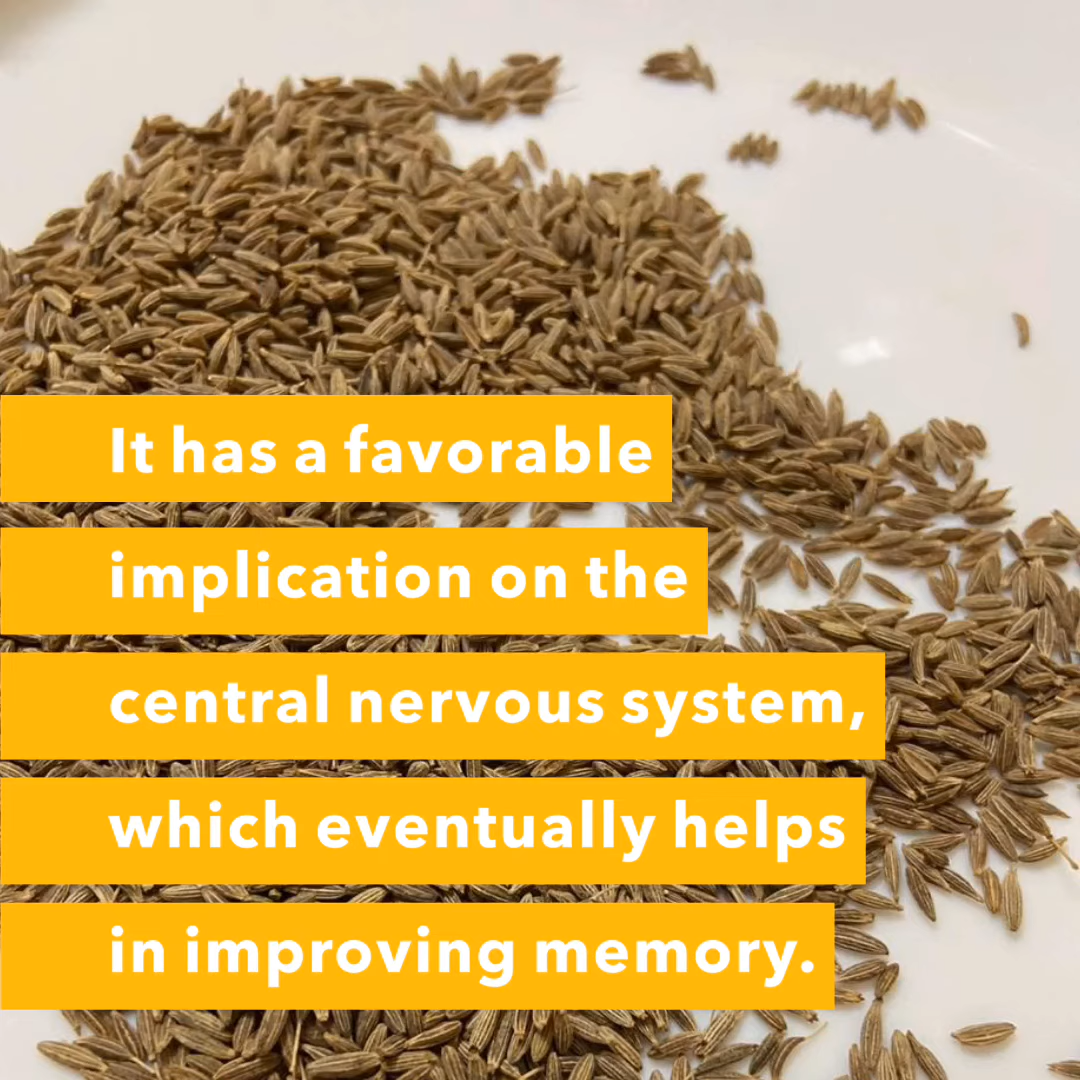 It has a favorable
implication on the
central nervous system,
which eventually helps
in improving memory.